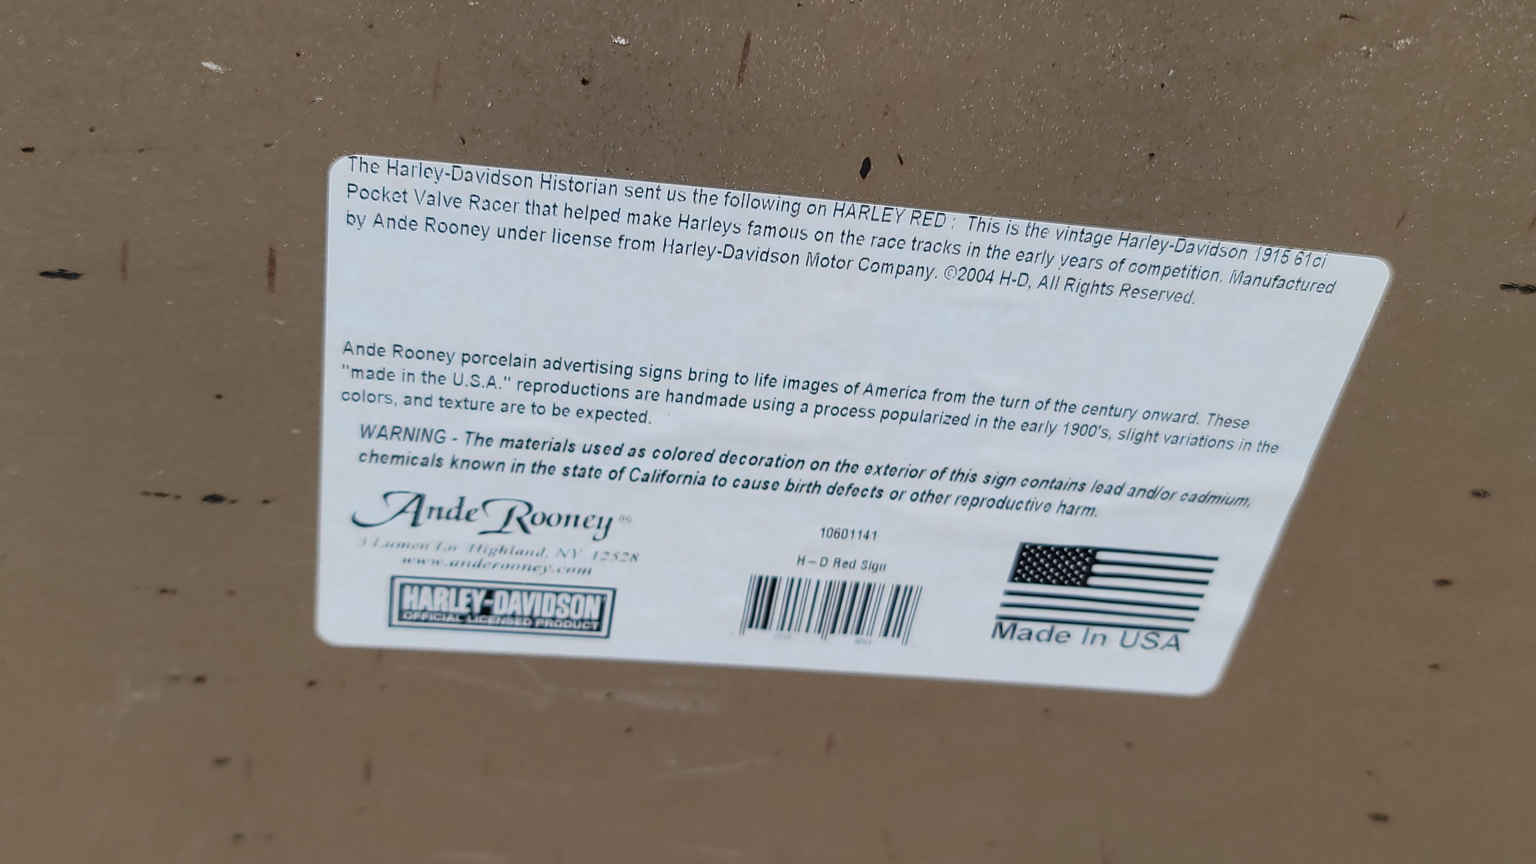 The Harley-Davidson Historian sent us the following on HARLEY RED : This is the vintage Harley-Davidson 1915 61ci
Pocket Valve Racer that helped make Harleys famous on the race tracks in the early years of competition. Manufactured
by Ande Rooney under license from Harley-Davidson Motor Company. ©2004 H-D, All Rights Reserved.
Ande Rooney porcelain advertising signs bring to life images of America from the turn of the century onward. These
"made in the U.S.A." reproductions are handmade using a process popularized in the early 1900's, slight variations in the
colors, and texture are to be expected.
WARNING - The materials used as colored decoration on the exterior of this sign contains lead and/or cadmium,
chemicals known in the state of California to cause birth defects or other reproductive harm.
Ande Rooney
3 Lumen Ln Highland, NY 12528
www.anderooney.com
HARLEY-DAVIDSON
OFFICIAL LICENSED PRODUCT
10601141
H-D Red Sign
Made In USA